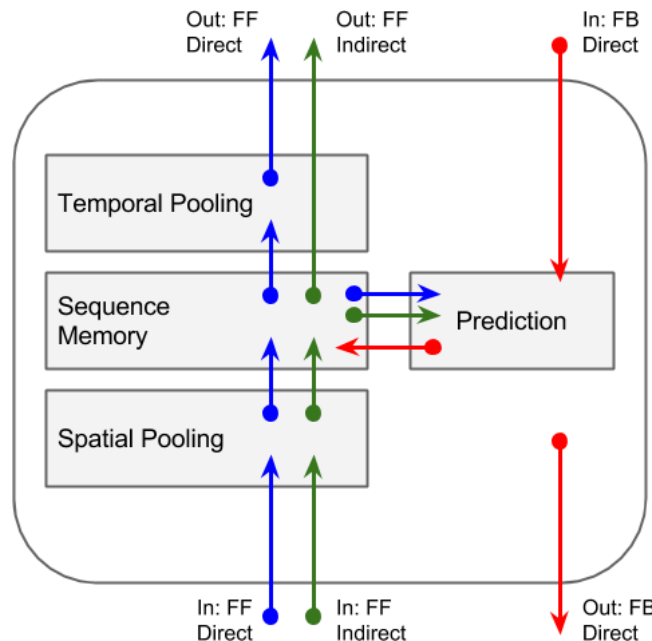 Out: FF
Direct
Out: FF
Indirect
In: FB
Direct
Temporal Pooling
Sequence
Memory
Prediction
Spatial Pooling
In: FF
Direct
In: FF
Indirect
Out: FB
Direct